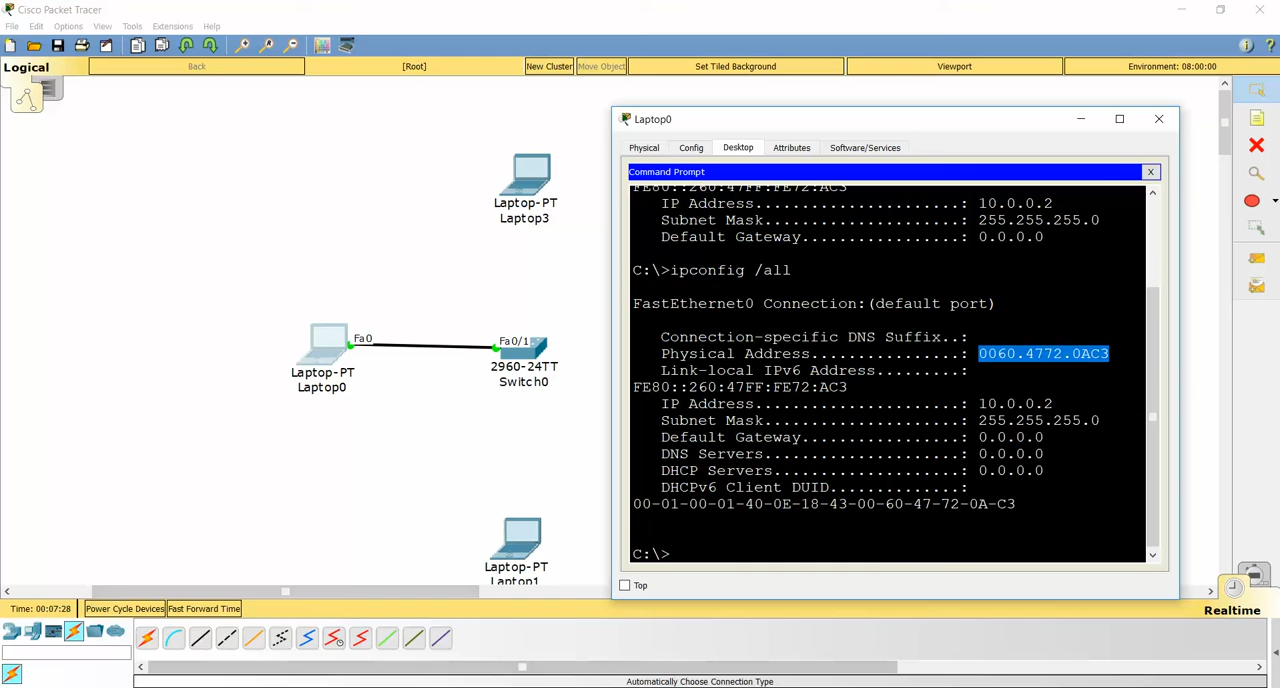 Cisco Packet Tracer
File Edit Options View Tools Extensions Help
Logical
Back
[Root]
New Cluster
Move Object
Set Tiled Background
Viewport
Environment: 08:00:00
Laptop-PT
Laptop3
Fa0
Fa0/1
Laptop-PT
Laptop0
2960-24TT
Switch0
Laptop-PT
Laptop1
Laptop0
Physical Config Desktop Attributes Software/Services
Command Prompt
X
FE80::260:47FF:FE72:AC3
IP Address......................: 10.0.0.2
Subnet Mask.....................: 255.255.255.0
Default Gateway.................: 0.0.0.0
C:\>ipconfig /all
FastEthernet0 Connection:(default port)
Connection-specific DNS Suffix..:
Physical Address................: 0060.4772.0AC3
Link-local IPv6 Address.........:
FE80::260:47FF:FE72:AC3
IP Address......................: 10.0.0.2
Subnet Mask.....................: 255.255.255.0
Default Gateway.................: 0.0.0.0
DNS Servers.....................: 0.0.0.0
DHCP Servers....................: 0.0.0.0
DHCPv6 Client DUID..............:
00-01-00-01-40-0E-18-43-00-60-47-72-0A-C3
C:\>
Top
Time: 00:07:28
Power Cycle Devices
Fast Forward Time
Realtime
Automatically Choose Connection Type